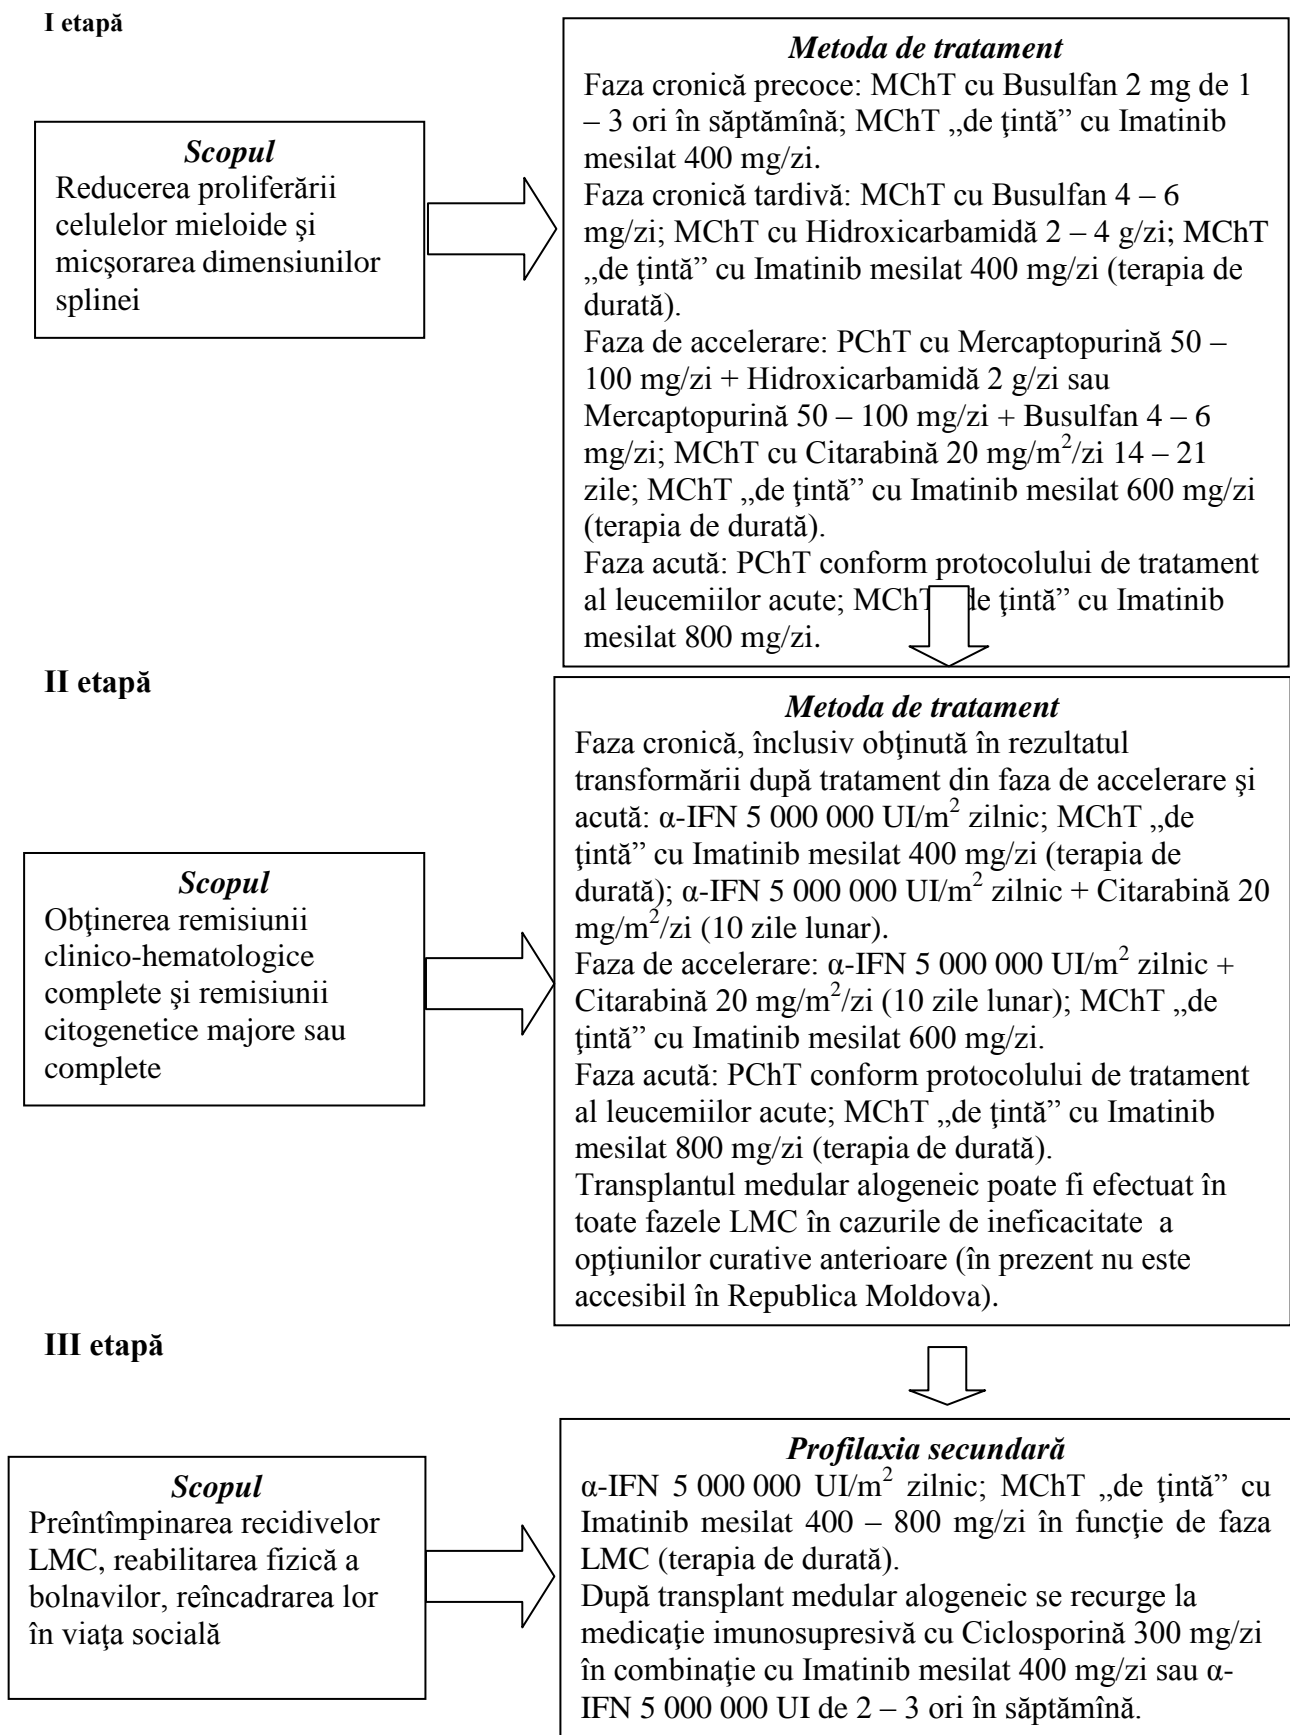 I etapă
Scopul
Reducerea proliferării
celulelor mieloide şi
micşorarea dimensiunilor
splinei
Metoda de tratament
Faza cronică precoce: MChT cu Busulfan 2 mg de 1
– 3 ori în săptămînă; MChT „de ţintă” cu Imatinib
mesilat 400 mg/zi.
Faza cronică tardivă: MChT cu Busulfan 4 – 6
mg/zi; MChT cu Hidroxicarbamidă 2 – 4 g/zi; MChT
„de ţintă” cu Imatinib mesilat 400 mg/zi (terapia de
durată).
Faza de accelerare: PChT cu Mercaptopurină 50 –
100 mg/zi + Hidroxicarbamidă 2 g/zi sau
Mercaptopurină 50 – 100 mg/zi + Busulfan 4 – 6
mg/zi; MChT cu Citarabină 20 mg/m²/zi 14 – 21
zile; MChT „de ţintă” cu Imatinib mesilat 600 mg/zi
(terapia de durată).
Faza acută: PChT conform protocolului de tratament
al leucemiilor acute; MChT „de ţintă” cu Imatinib
mesilat 800 mg/zi.
II etapă
Scopul
Obţinerea remisiunii
clinico-hematologice
complete şi remisiunii
citogenetice majore sau
complete
Metoda de tratament
Faza cronică, înclusiv obţinută în rezultatul
transformării după tratament din faza de accelerare şi
acută: α-IFN 5 000 000 UI/m² zilnic; MChT „de
ţintă” cu Imatinib mesilat 400 mg/zi (terapia de
durată); α-IFN 5 000 000 UI/m² zilnic + Citarabină 20
mg/m²/zi (10 zile lunar).
Faza de accelerare: α-IFN 5 000 000 UI/m² zilnic +
Citarabină 20 mg/m²/zi (10 zile lunar); MChT „de
ţintă” cu Imatinib mesilat 600 mg/zi.
Faza acută: PChT conform protocolului de tratament
al leucemiilor acute; MChT „de ţintă” cu Imatinib
mesilat 800 mg/zi (terapia de durată).
Transplantul medular alogeneic poate fi efectuat în
toate fazele LMC în cazurile de ineficacitate a
opţiunilor curative anterioare (în prezent nu este
accesibil în Republica Moldova).
III etapă
Scopul
Preîntîmpinarea recidivelor
LMC, reabilitarea fizică a
bolnavilor, reîncadrarea lor
în viaţa socială
Profilaxia secundară
α-IFN 5 000 000 UI/m² zilnic; MChT „de ţintă” cu
Imatinib mesilat 400 – 800 mg/zi în funcţie de faza
LMC (terapia de durată).
După transplant medular alogeneic se recurge la
medicaţie imunosupresivă cu Ciclosporină 300 mg/zi
în combinaţie cu Imatinib mesilat 400 mg/zi sau α-
IFN 5 000 000 UI de 2 – 3 ori în săptămînă.